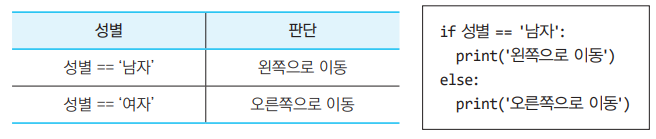 성별 판단
성별 == ‘남자’ 왼쪽으로 이동
성별 == ‘여자’ 오른쪽으로 이동
if 성별 == '남자':
  print('왼쪽으로 이동')
else:
  print('오른쪽으로 이동')